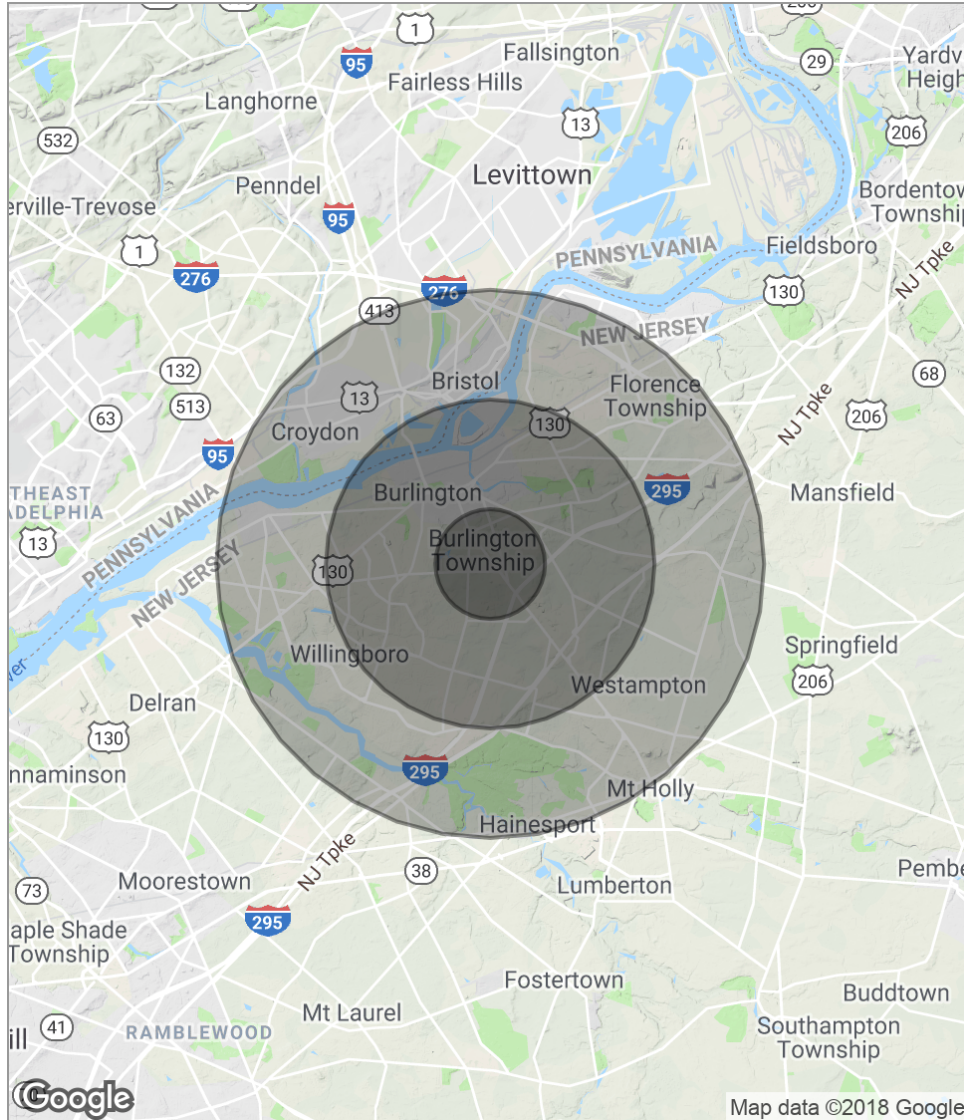 1
95
Fallsington
29
Yardv
Heigh
Fairless Hills
Langhorne
13
206
532
Levittown
Penndel
95
erville-Trevose
Bordentow
Township
1
PENNSYLVANIA
Fieldsboro
276
276
130
NJ Tpke
413
NEW JERSEY
132
Bristol
Florence
Township
68
13
NJ Tpke
513
206
63
130
Croydon
95
THEAST
ADELPHIA
Burlington
295
Mansfield
PENNSYLVANIA
13
Burlington
Township
NEW JERSEY
130
Springfield
Willingboro
ver
Westampton
206
Delran
130
nnaminson
295
Mt Holly
Hainesport
NJ Tpke
38
Pembe
73
Moorestown
Lumberton
295
aple Shade
Township
Fostertown
Buddtown
Mt Laurel
41
RAMBLEWOOD
ill
Southampton
Township
Google
Map data ©2018 Google